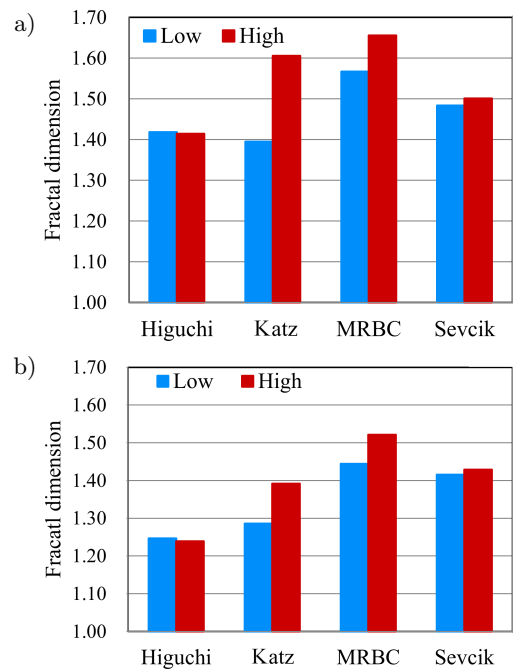 a)
1.70
Low High
1.60
1.50
1.40
1.30
1.20
1.10
1.00
Fractal dimension
Higuchi Katz MRBC Sevcik
b)
1.70
Low High
1.60
1.50
1.40
1.30
1.20
1.10
1.00
Fracatl dimension
Higuchi Katz MRBC Sevcik